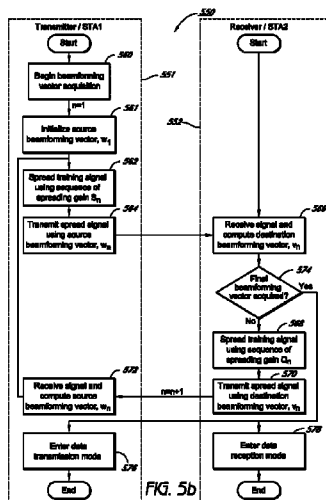 Transmitter / STA1
Start
560
Begin beamforming
vector acquisition
n=1
561
Initialize source
beamforming vector, w1
562
Spread training signal
using sequence of
spreading gain Sn
564
Transmit spread signal
using source
beamforming vector, wn
572
Receive signal and
compute source
beamforming vector, wn
Enter data
transmission mode
576
End
550
551
552
Receiver / STA2
Start
566
Receive signal and
compute destination
beamforming vector, vn
574
Final
beamforming
vector acquired?
Yes
No
568
Spread training signal
using sequence of
spreading gain Qn
570
Transmit spread signal
using destination
beamforming vector, vn
n=n+1
578
Enter data
reception mode
End
FIG. 5b